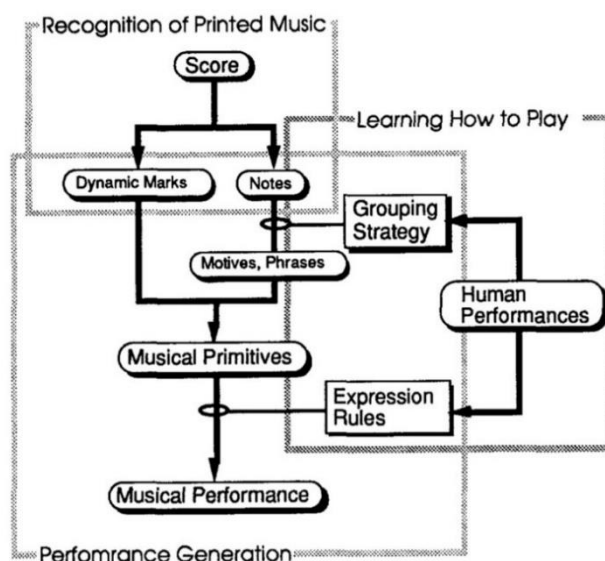 Recognition of Printed Music
Score
Learning How to Play
Dynamic Marks
Notes
Grouping
Strategy
Motives, Phrases
Human
Performances
Musical Primitives
Expression
Rules
Musical Performance
Perfomrance Generation